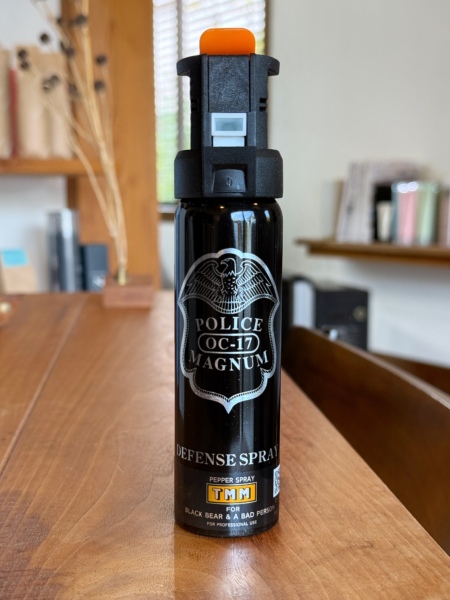 POLICE
OC-17
MAGNUM
DEFENSE SPRAY
PEPPER SPRAY
TMM
FOR
BLACK BEAR & A BAD PERSON
FOR PROFESSIONAL USE